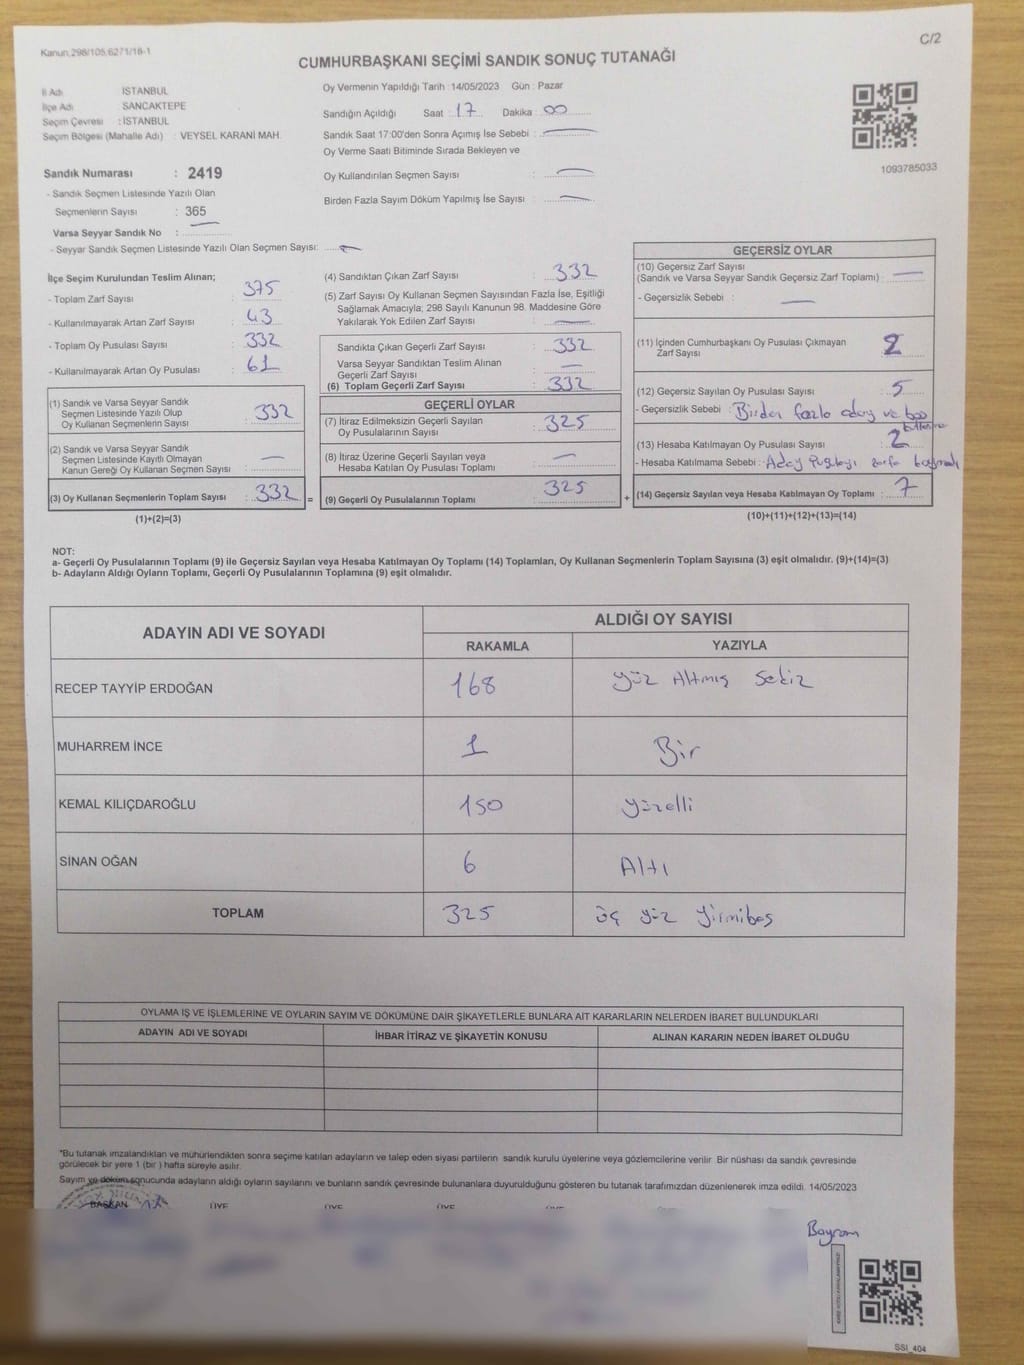 Kanun.298/105,6271/18-1
C/2
CUMHURBAŞKANI SEÇİMİ SANDIK SONUÇ TUTANAĞI
İl Adı : İSTANBUL
İlçe Adı : SANCAKTEPE
Seçim Çevresi : İSTANBUL
Seçim Bölgesi (Mahalle Adı) : VEYSEL KARANİ MAH.
Oy Vermenin Yapıldığı Tarih :14/05/2023 Gün : Pazar
Sandığın Açıldığı Saat : 17 Dakika : 00
Sandık Saat 17:00'den Sonra Açımış İse Sebebi :
Oy Verme Saati Bitiminde Sırada Bekleyen ve
Oy Kullandırılan Seçmen Sayısı :
Birden Fazla Sayım Döküm Yapılmış İse Sayısı :
1093785033
Sandık Numarası : 2419
- Sandık Seçmen Listesinde Yazılı Olan
Seçmenlerin Sayısı : 365
Varsa Seyyar Sandık No :
- Seyyar Sandık Seçmen Listesinde Yazılı Olan Seçmen Sayısı:
İlçe Seçim Kurulundan Teslim Alınan;
- Toplam Zarf Sayısı : 375
- Kullanılmayarak Artan Zarf Sayısı : 43
- Toplam Oy Pusulası Sayısı : 332
- Kullanılmayarak Artan Oy Pusulası : 61
(1) Sandık ve Varsa Seyyar Sandık
Seçmen Listesinde Yazılı Olup
Oy Kullanan Seçmenlerin Sayısı : 332
(2) Sandık ve Varsa Seyyar Sandık
Seçmen Listesinde Kayıtlı Olmayan
Kanun Gereği Oy Kullanan Seçmen Sayısı :
(3) Oy Kullanan Seçmenlerin Toplam Sayısı : 332 =
(1)+(2)=(3)
(4) Sandıktan Çıkan Zarf Sayısı : 332
(5) Zarf Sayısı Oy Kullanan Seçmen Sayısından Fazla İse, Eşitliği
Sağlamak Amacıyla; 298 Sayılı Kanunun 98. Maddesine Göre
Yakılarak Yok Edilen Zarf Sayısı :
Sandıkta Çıkan Geçerli Zarf Sayısı : 332
Varsa Seyyar Sandıktan Teslim Alınan
Geçerli Zarf Sayısı :
(6) Toplam Geçerli Zarf Sayısı : 332
GEÇERLİ OYLAR
(7) İtiraz Edilmeksizin Geçerli Sayılan
Oy Pusulalarının Sayısı : 325
(8) İtiraz Üzerine Geçerli Sayılan veya
Hesaba Katılan Oy Pusulası Toplamı :
(9) Geçerli Oy Pusulalarının Toplamı : 325 +
GEÇERSİZ OYLAR
(10) Geçersiz Zarf Sayısı
(Sandık ve Varsa Seyyar Sandık Geçersiz Zarf Toplamı) :
- Geçersizlik Sebebi :
(11) İçinden Cumhurbaşkanı Oy Pusulası Çıkmayan
Zarf Sayısı : 2
(12) Geçersiz Sayılan Oy Pusulası Sayısı : 5
- Geçersizlik Sebebi : Birden fazla aday ve boş
(13) Hesaba Katılmayan Oy Pusulası Sayısı : 2
- Hesaba Katılmama Sebebi : Aday Pusulayı zarfa
(14) Geçersiz Sayılan veya Hesaba Katılmayan Oy Toplamı : 7
(10)+(11)+(12)+(13)=(14)
NOT:
a- Geçerli Oy Pusulalarının Toplamı (9) ile Geçersiz Sayılan veya Hesaba Katılmayan Oy Toplamı (14) Toplamları, Oy Kullanan Seçmenlerin Toplam Sayısına (3) eşit olmalıdır. (9)+(14)=(3)
b- Adayların Aldığı Oyların Toplamı, Geçerli Oy Pusulalarının Toplamına (9) eşit olmalıdır.
ADAYIN ADI VE SOYADI
ALDIĞI OY SAYISI
RAKAMLA YAZIYLA
RECEP TAYYİP ERDOĞAN 168 yüz Altmış Sekiz
MUHARREM İNCE 1 Bir
KEMAL KILIÇDAROĞLU 150 yüzelli
SİNAN OĞAN 6 Altı
TOPLAM 325 üç yüz yirmibeş
OYLAMA İŞ VE İŞLEMLERİNE VE OYLARIN SAYIM VE DÖKÜMÜNE DAİR ŞİKAYETLERLE BUNLARA AİT KARARLARIN NELERDEN İBARET BULUNDUKLARI
ADAYIN ADI VE SOYADI İHBAR İTİRAZ VE ŞİKAYETİN KONUSU ALINAN KARARIN NEDEN İBARET OLDUĞU
*Bu tutanak imzalandıktan ve mühürlendikten sonra seçime katılan adayların ve talep eden siyasi partilerin sandık kurulu üyelerine veya gözlemcilerine verilir. Bir nüshası da sandık çevresinde
görülecek bir yere 1 (bir ) hafta süreyle asılır.
Sayım ve döküm sonucunda adayların aldığı oyların sayılarını ve bunların sandık çevresinde bulunanlara duyurulduğunu gösteren bu tutanak tarafımızdan düzenlenerek imza edildi. 14/05/2023
BAŞKAN ÜYE ÜYE ÜYE
Bayram
SSİ_404